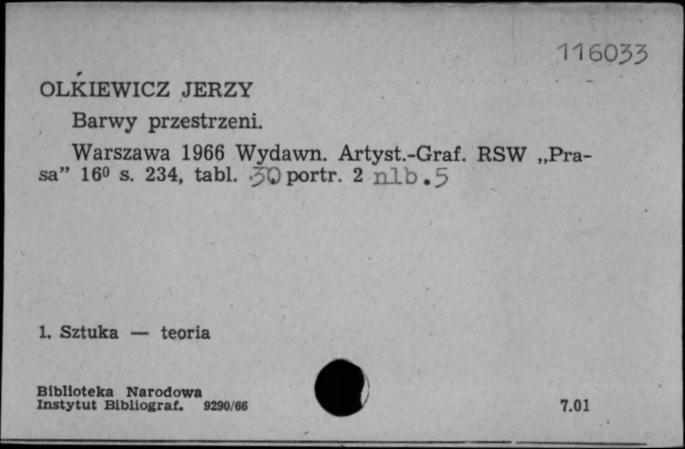 116033
OLKIEWICZ JERZY
Barwy przestrzeni.
Warszawa 1966 Wydawn. Artyst.-Graf. RSW „Pra-
sa” 16⁰ s. 234, tabl. 30 portr. 2 nlb. 5
1. Sztuka — teoria
Biblioteka Narodowa
Instytut Bibliograf. 9290/66
7.01